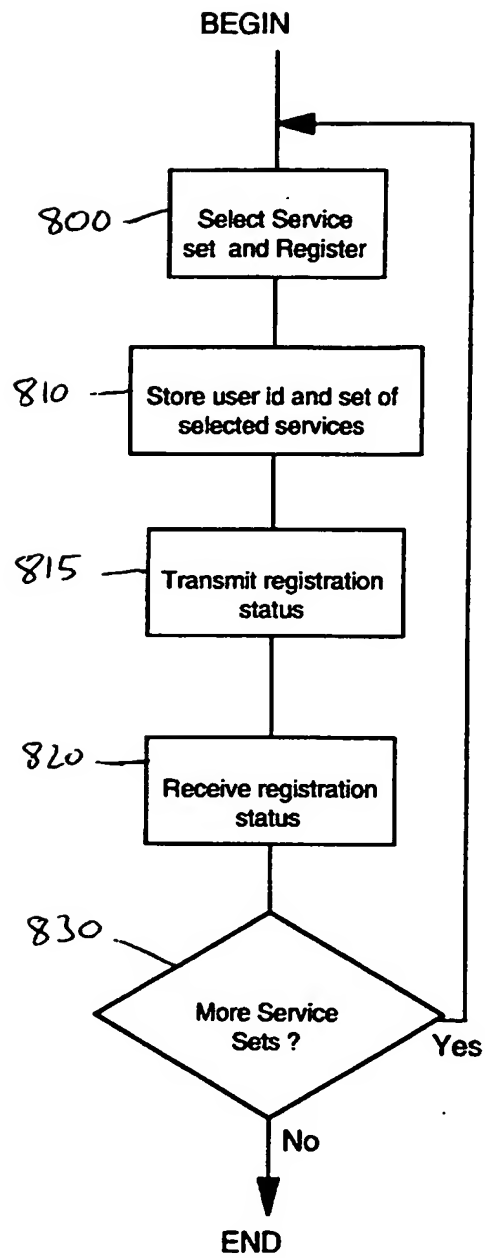 BEGIN
800
Select Service
set and Register
810
Store user id and set of
selected services
815
Transmit registration
status
820
Receive registration
status
830
More Service
Sets ?
Yes
No
END